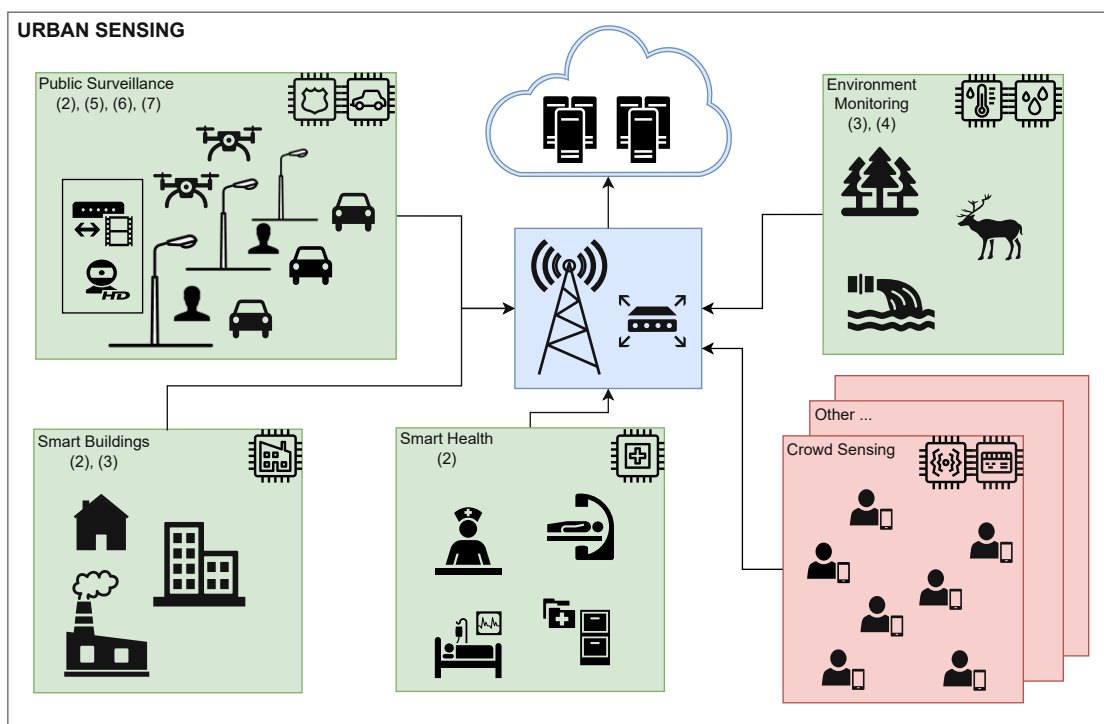 URBAN SENSING
Public Surveillance
(2), (5), (6), (7)
HD
Environment
Monitoring
(3), (4)
Smart Buildings
(2), (3)
Smart Health
(2)
Other ...
Crowd Sensing